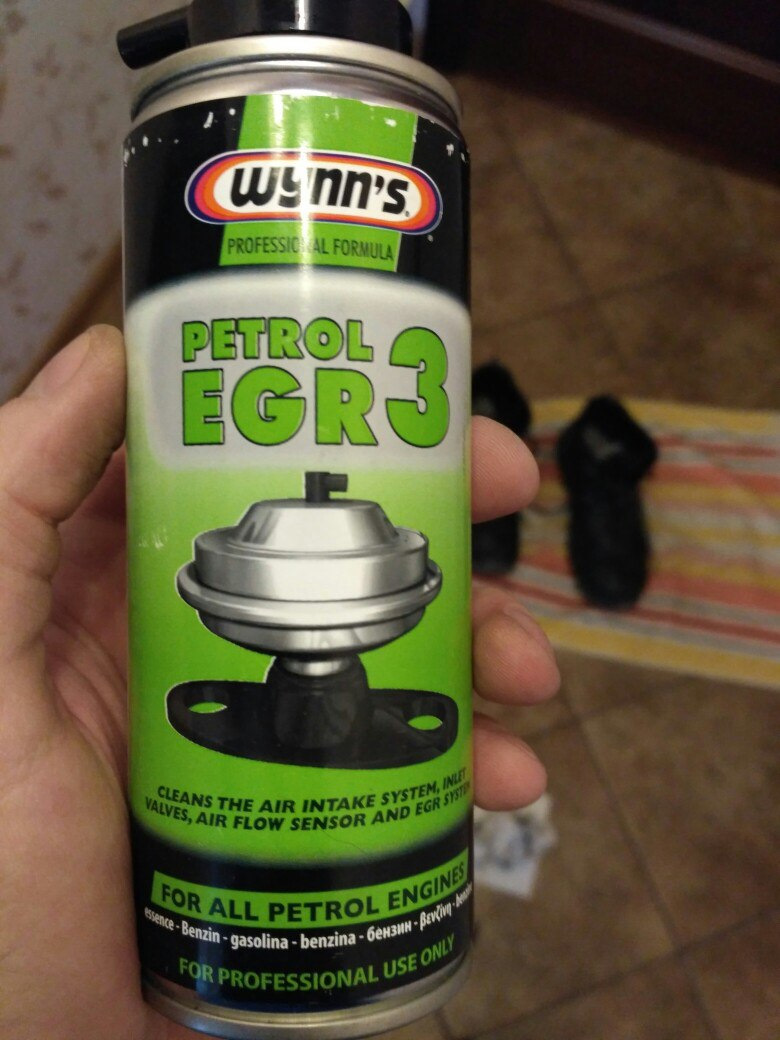 wynn's
PROFESSIONAL FORMULA
PETROL
EGR 3
CLEANS THE AIR INTAKE SYSTEM, INLET
VALVES, AIR FLOW SENSOR AND EGR SYSTEM
FOR ALL PETROL ENGINES
essence - Benzin - gasolina - benzina - бензин - βενζίνη -
FOR PROFESSIONAL USE ONLY